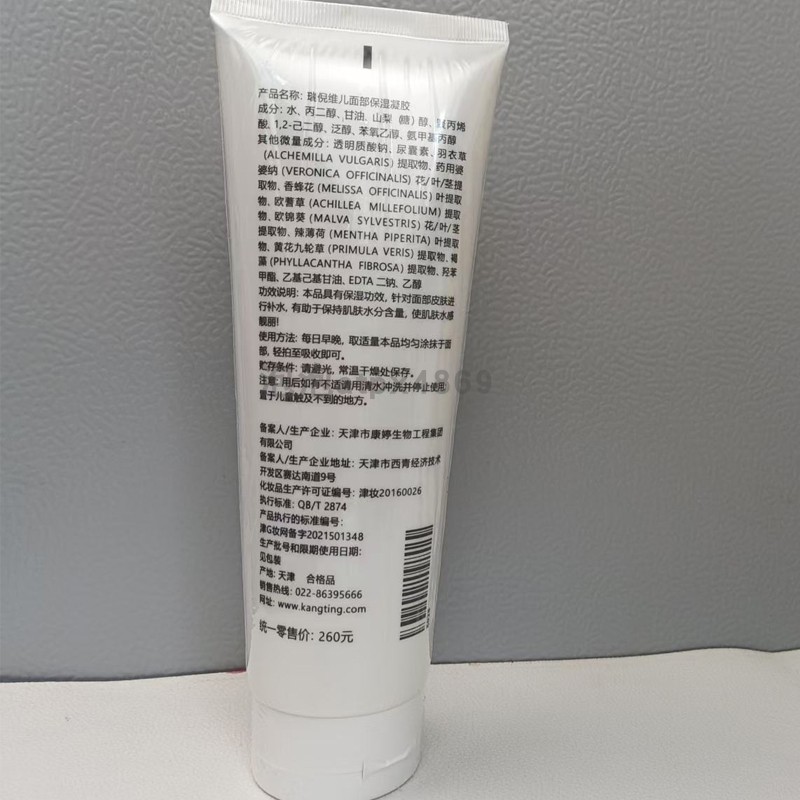 产品名称: 瑞倪维儿面部保湿凝胶
成分: 水、丙二醇、甘油、山梨 (糖) 醇、聚丙烯
酸、1,2-己二醇、泛醇、苯氧乙醇、氨甲基丙醇
其他微量成分: 透明质酸钠、尿囊素、羽衣草
(ALCHEMILLA VULGARIS) 提取物、药用婆
婆纳 (VERONICA OFFICINALIS) 花/叶/茎提
取物、香蜂花 (MELISSA OFFICINALIS) 叶提取
物、欧蓍草 (ACHILLEA MILLEFOLIUM) 提取
物、欧锦葵 (MALVA SYLVESTRIS) 花/叶/茎
提取物、辣薄荷 (MENTHA PIPERITA) 叶提取
物、黄花九轮草 (PRIMULA VERIS) 提取物、褐
藻 (PHYLLACANTHA FIBROSA) 提取物、羟苯
甲酯、乙基己基甘油、EDTA 二钠、乙醇
功效说明: 本品具有保湿功效, 针对面部皮肤进
行补水, 有助于保持肌肤水分含量, 使肌肤水感
靓丽!
使用方法: 每日早晚, 取适量本品均匀涂抹于面
部, 轻拍至吸收即可。
贮存条件: 请避光, 常温干燥处保存。
注意: 用后如有不适请用清水冲洗并停止使用;
置于儿童触及不到的地方。
备案人/生产企业: 天津市康婷生物工程集团
有限公司
备案人/生产企业地址: 天津市西青经济技术
开发区赛达南道9号
化妆品生产许可证编号: 津妆20160026
执行标准: QB/T 2874
产品执行的标准编号:
津G妆网备字2021501348
生产批号和限期使用日期:
见包装
产地: 天津 合格品
销售热线: 022-86395666
网址: www.kangting.com
统一零售价: 260元